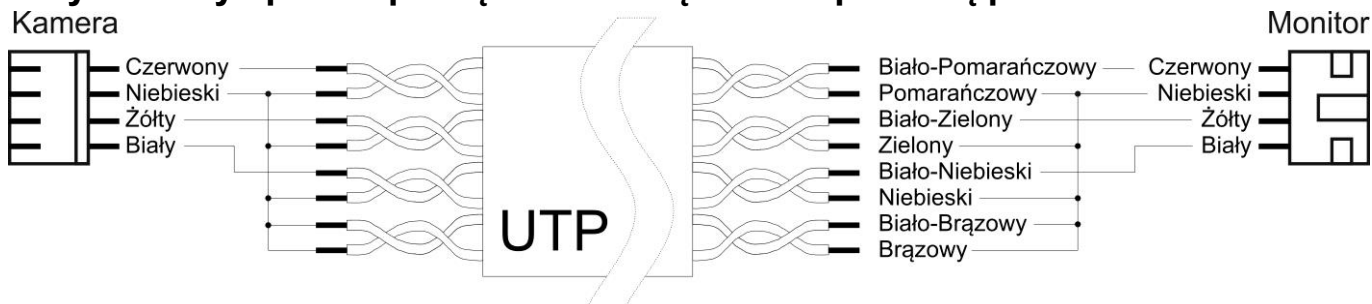 Kamera
Czerwony
Niebieski
Żółty
Biały
UTP
Biało-Pomarańczowy
Pomarańczowy
Biało-Zielony
Zielony
Biało-Niebieski
Niebieski
Biało-Brązowy
Brązowy
Monitor
Czerwony
Niebieski
Żółty
Biały